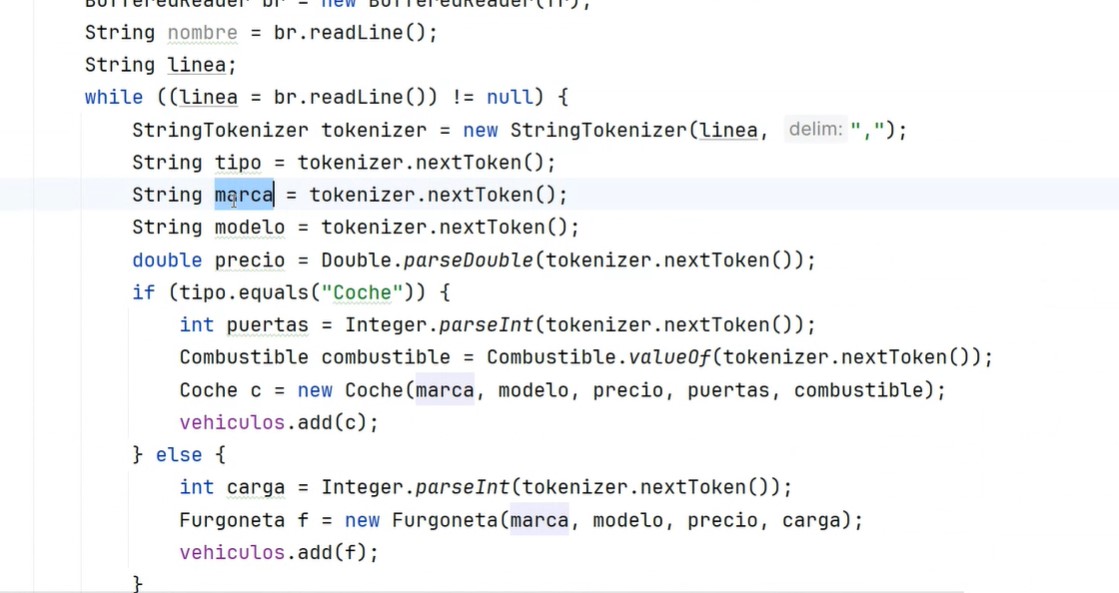 BufferedReader br = new BufferedReader(fr);
String nombre = br.readLine();
String linea;
while ((linea = br.readLine()) != null) {
StringTokenizer tokenizer = new StringTokenizer(linea, delim: ",");
String tipo = tokenizer.nextToken();
String marca = tokenizer.nextToken();
String modelo = tokenizer.nextToken();
double precio = Double.parseDouble(tokenizer.nextToken());
if (tipo.equals("Coche")) {
int puertas = Integer.parseInt(tokenizer.nextToken());
Combustible combustible = Combustible.valueOf(tokenizer.nextToken());
Coche c = new Coche(marca, modelo, precio, puertas, combustible);
vehiculos.add(c);
} else {
int carga = Integer.parseInt(tokenizer.nextToken());
Furgoneta f = new Furgoneta(marca, modelo, precio, carga);
vehiculos.add(f);
}